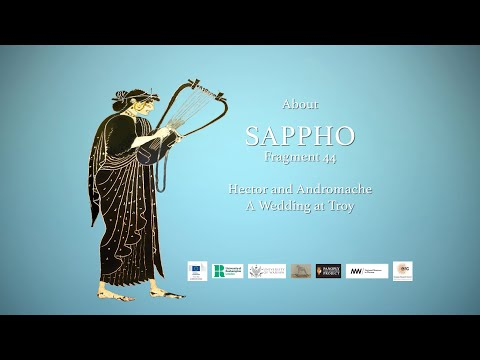 About
SAPPHO
Fragment 44
Hector and Andromache
A Wedding at Troy